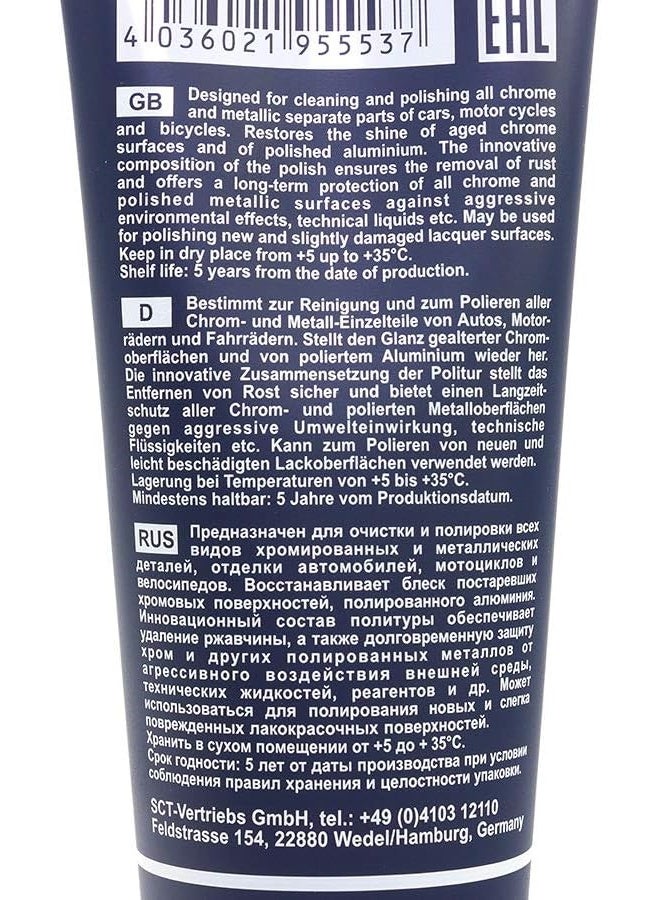 4 036021 955537
EAC
GB Designed for cleaning and polishing all chrome
and metallic separate parts of cars, motor cycles
and bicycles. Restores the shine of aged chrome
surfaces and of polished aluminium. The innovative
composition of the polish ensures the removal of rust
and offers a long-term protection of all chrome and
polished metallic surfaces against aggressive
environmental effects, technical liquids etc. May be used
for polishing new and slightly damaged lacquer surfaces.
Keep in dry place from +5 up to +35°C.
Shelf life: 5 years from the date of production.
D Bestimmt zur Reinigung und zum Polieren aller
Chrom- und Metall-Einzelteile von Autos, Motor-
rädern und Fahrrädern. Stellt den Glanz gealterter Chrom-
oberflächen und von poliertem Aluminium wieder her.
Die innovative Zusammensetzung der Politur stellt das
Entfernen von Rost sicher und bietet einen Langzeit-
schutz aller Chrom- und polierten Metalloberflächen
gegen aggressive Umwelteinwirkung, technische
Flüssigkeiten etc. Kann zum Polieren von neuen und
leicht beschädigten Lackoberflächen verwendet werden.
Lagerung bei Temperaturen von +5 bis +35°C.
Mindestens haltbar: 5 Jahre vom Produktionsdatum.
RUS Предназначен для очистки и полировки всех
видов хромированных и металлических
деталей, отделки автомобилей, мотоциклов и
велосипедов. Восстанавливает блеск постаревших
хромовых поверхностей, полированного алюминия.
Инновационный состав политуры обеспечивает
удаление ржавчины, а также долговременную защиту
хром и других полированных металлов от
агрессивного воздействия внешней среды,
технических жидкостей, реагентов и др. Может
использоваться для полирования новых и слегка
поврежденных лакокрасочных поверхностей.
Хранить в сухом помещении от +5 до + 35°С.
Срок годности: 5 лет от даты производства при условии
соблюдения правил хранения и целостности упаковки.
SCT-Vertriebs GmbH, tel.: +49 (0)4103 12110
Feldstrasse 154, 22880 Wedel/Hamburg, Germany